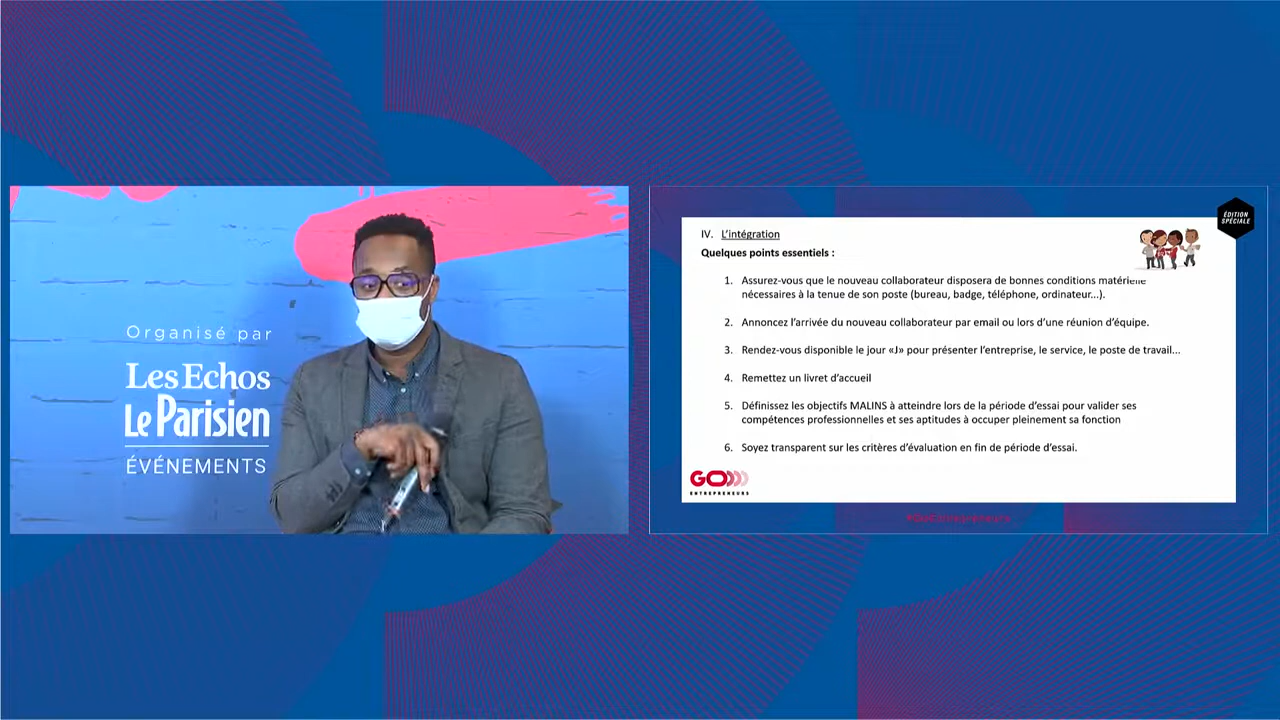 Organisé par
Les Echos
Le Parisien
ÉVÉNEMENTS
ÉDITION
SPÉCIALE
IV. L'intégration
Quelques points essentiels :
1. Assurez-vous que le nouveau collaborateur disposera de bonnes conditions matérielle
nécessaires à la tenue de son poste (bureau, badge, téléphone, ordinateur...).
2. Annoncez l'arrivée du nouveau collaborateur par email ou lors d'une réunion d'équipe.
3. Rendez-vous disponible le jour «J» pour présenter l'entreprise, le service, le poste de travail...
4. Remettez un livret d'accueil
5. Définissez les objectifs MALINS à atteindre lors de la période d'essai pour valider ses
compétences professionnelles et ses aptitudes à occuper pleinement sa fonction
6. Soyez transparent sur les critères d'évaluation en fin de période d'essai.
GO
ENTREPRENEURS